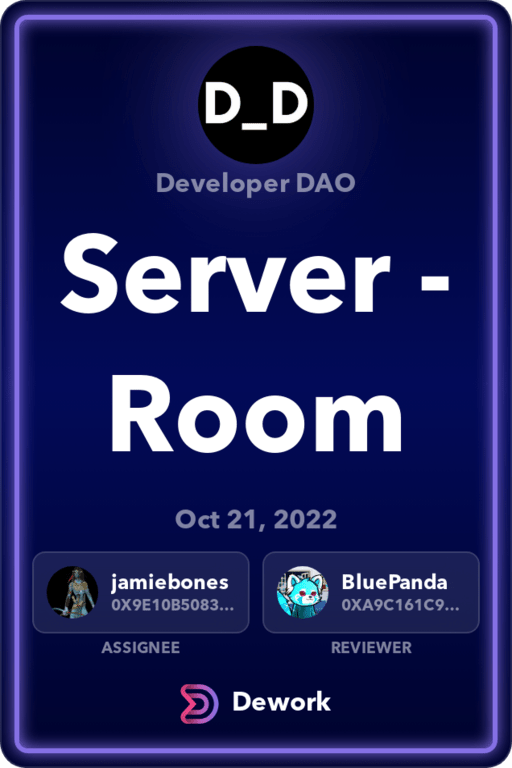 D_D
Developer DAO
Server -
Room
Oct 21, 2022
jamiebones
0X9E10B5083...
ASSIGNEE
BluePanda
0XA9C161C9...
REVIEWER
Dework